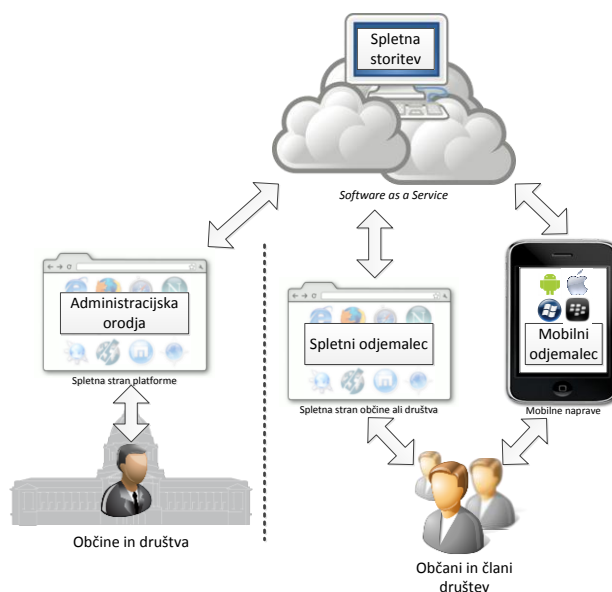 Spletna
storitev
Software as a Service
Administracijska
orodja
Spletna stran platforme
Spletni odjemalec
Spletna stran občine ali društva
Mobilni
odjemalec
Mobilne naprave
Občine in društva
Občani in člani
društev